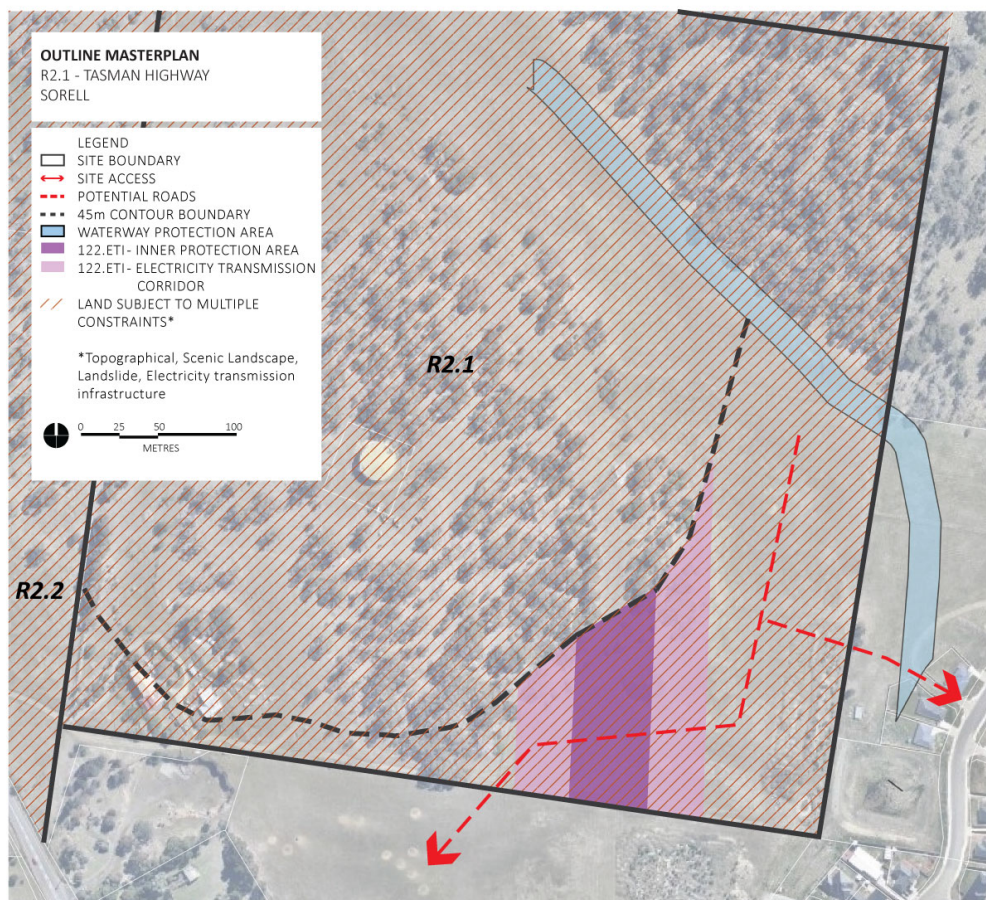 OUTLINE MASTERPLAN
R2.1 - TASMAN HIGHWAY
SORELL
LEGEND
SITE BOUNDARY
SITE ACCESS
POTENTIAL ROADS
45m CONTOUR BOUNDARY
WATERWAY PROTECTION AREA
122.ETI - INNER PROTECTION AREA
122.ETI - ELECTRICITY TRANSMISSION
CORRIDOR
LAND SUBJECT TO MULTIPLE
CONSTRAINTS*
*Topographical, Scenic Landscape,
Landslide, Electricity transmission
infrastructure
0 25 50 100
METRES
R2.1
R2.2